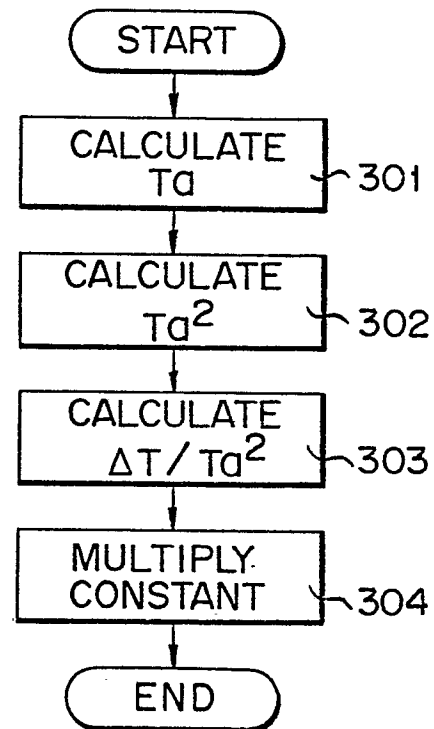 START
CALCULATE
Ta
301
CALCULATE
Ta²
302
CALCULATE
ΔT/Ta²
303
MULTIPLY
CONSTANT
304
END